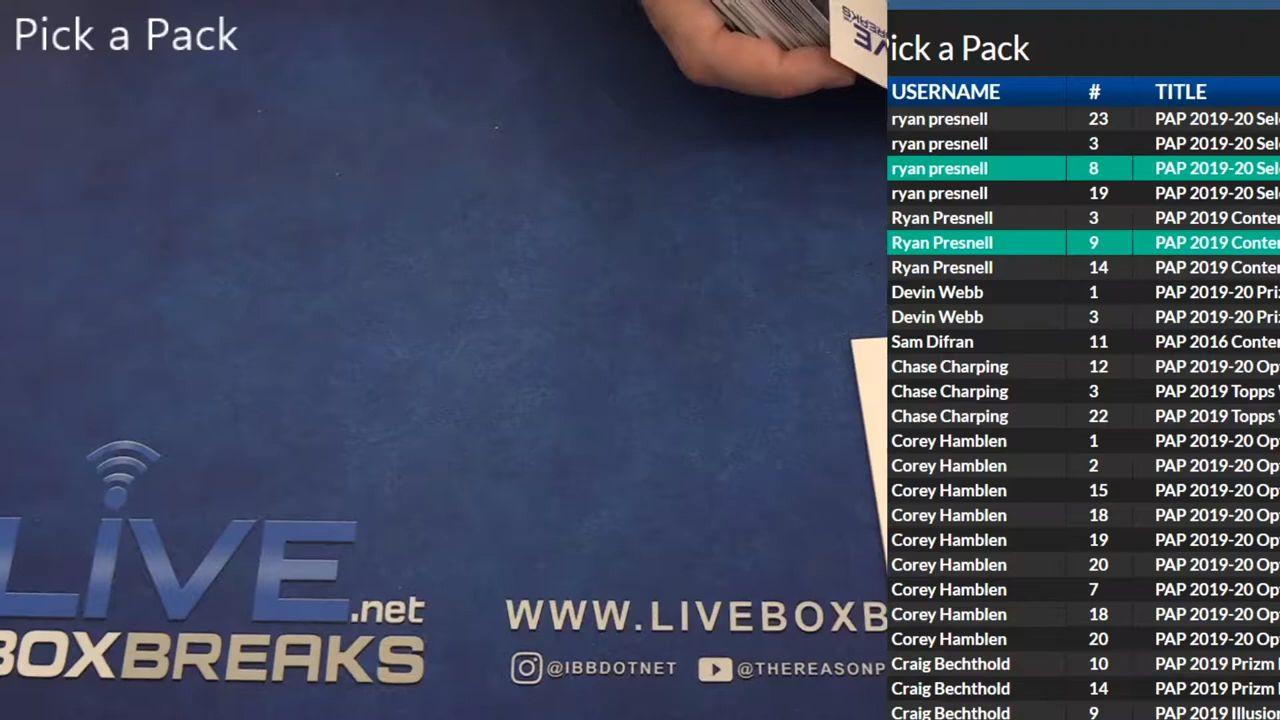 Pick a Pack
LIVE
.net
BOXBREAKS
WWW.LIVEBOXB
@IBBDOTNET
@THEREASONP
ick a Pack
USERNAME # TITLE
ryan presnell 23 PAP 2019-20 Sel
ryan presnell 3 PAP 2019-20 Sel
ryan presnell 8 PAP 2019-20 Sel
ryan presnell 19 PAP 2019-20 Sel
Ryan Presnell 3 PAP 2019 Conte
Ryan Presnell 9 PAP 2019 Conte
Ryan Presnell 14 PAP 2019 Conte
Devin Webb 1 PAP 2019-20 Pri
Devin Webb 3 PAP 2019-20 Pri
Sam Difran 11 PAP 2016 Conte
Chase Charping 12 PAP 2019-20 Op
Chase Charping 3 PAP 2019 Topps
Chase Charping 22 PAP 2019 Topps
Corey Hamblen 1 PAP 2019-20 Op
Corey Hamblen 2 PAP 2019-20 Op
Corey Hamblen 15 PAP 2019-20 Op
Corey Hamblen 18 PAP 2019-20 Op
Corey Hamblen 19 PAP 2019-20 Op
Corey Hamblen 20 PAP 2019-20 Op
Corey Hamblen 7 PAP 2019-20 Op
Corey Hamblen 18 PAP 2019-20 Op
Corey Hamblen 20 PAP 2019-20 Op
Craig Bechthold 10 PAP 2019 Prizm
Craig Bechthold 14 PAP 2019 Prizm
Craig Bechthold 9 PAP 2019 Illusion